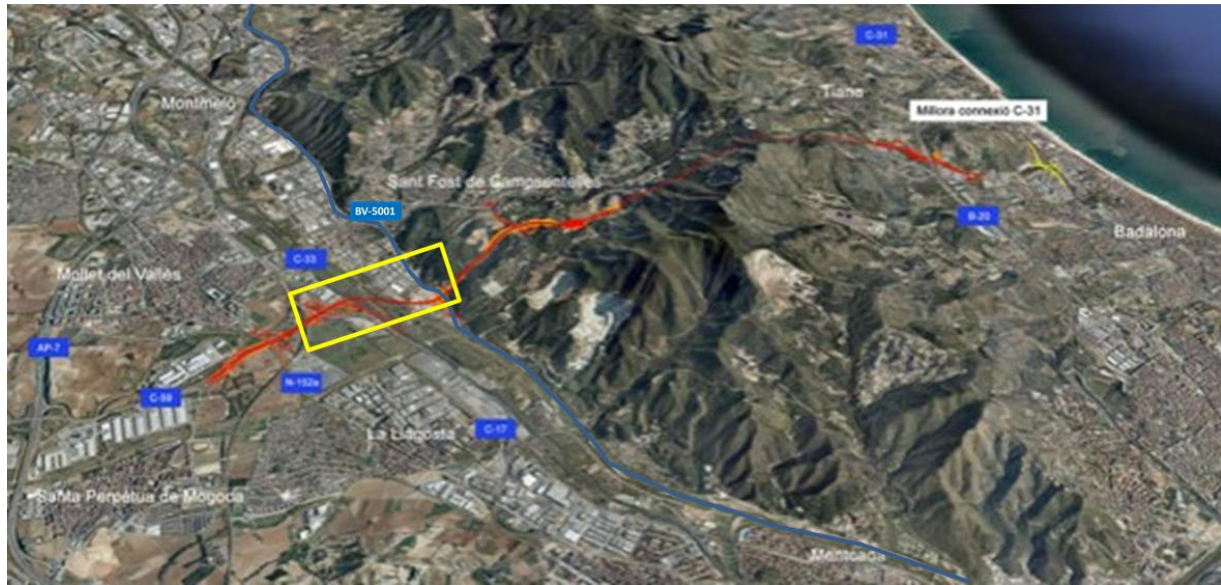 C-31
Tiana
Montmeló
Millora connexió C-31
Sant Fost de Campsentelles
BV-5001
B-20
Badalona
C-33
Mollet del Vallès
AP-7
N-152a
C-59
La Llagosta
C-17
Santa Perpètua de Mogoda
Montcada